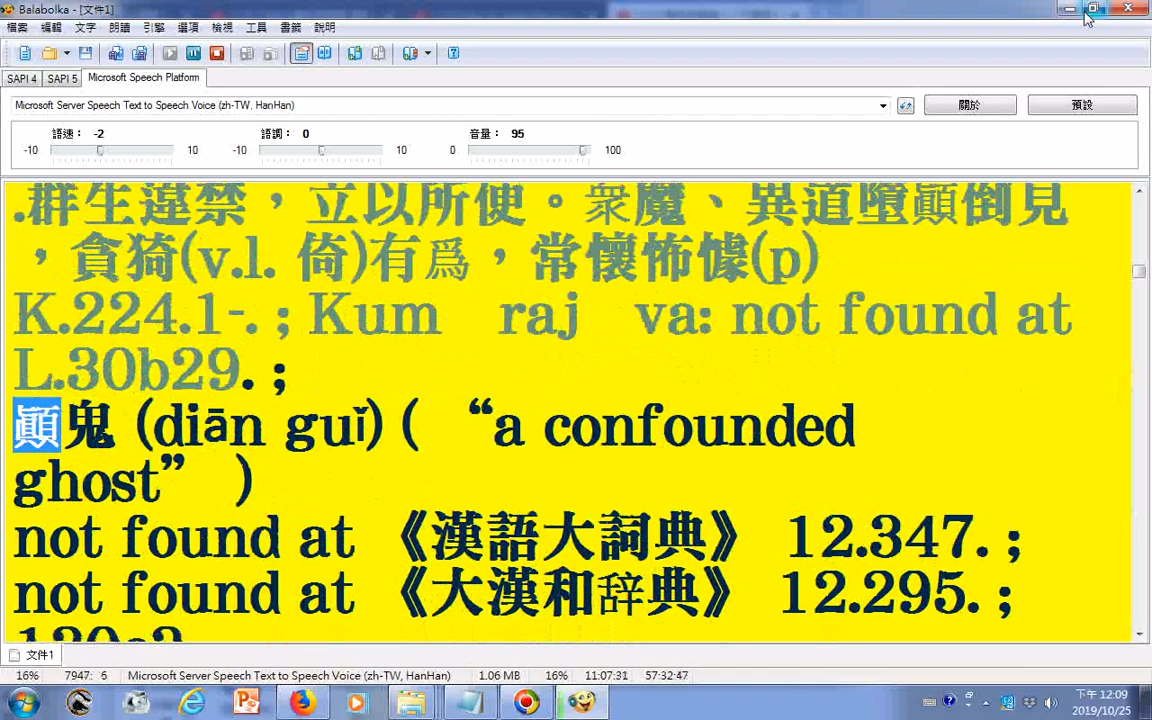 Balabolka - [文件1]
檔案 編輯 文字 朗讀 引擎 選項 檢視 工具 書籤 說明
SAPI 4 SAPI 5 Microsoft Speech Platform
Microsoft Server Speech Text to Speech Voice (zh-TW, HanHan) 關於 預設
語速： -2 語調： 0 音量： 95
-10 10 -10 10 0 100
.群生違禁，立以所使。衆魔、異道墮顚倒見
，貪猗(v.l. 倚)有爲，常懷怖懅(p)
K.224.1-. ; Kum raj va: not found at
L.30b29. ;
顚鬼 (diān guǐ) ( “a confounded
ghost” )
not found at 《漢語大詞典》 12.347. ;
not found at 《大漢和辞典》 12.295. ;
文件1
16% 7947: 6 Microsoft Server Speech Text to Speech Voice (zh-TW, HanHan) 1.06 MB 16% 11:07:31 57:32:47
下午 12:09
2019/10/25